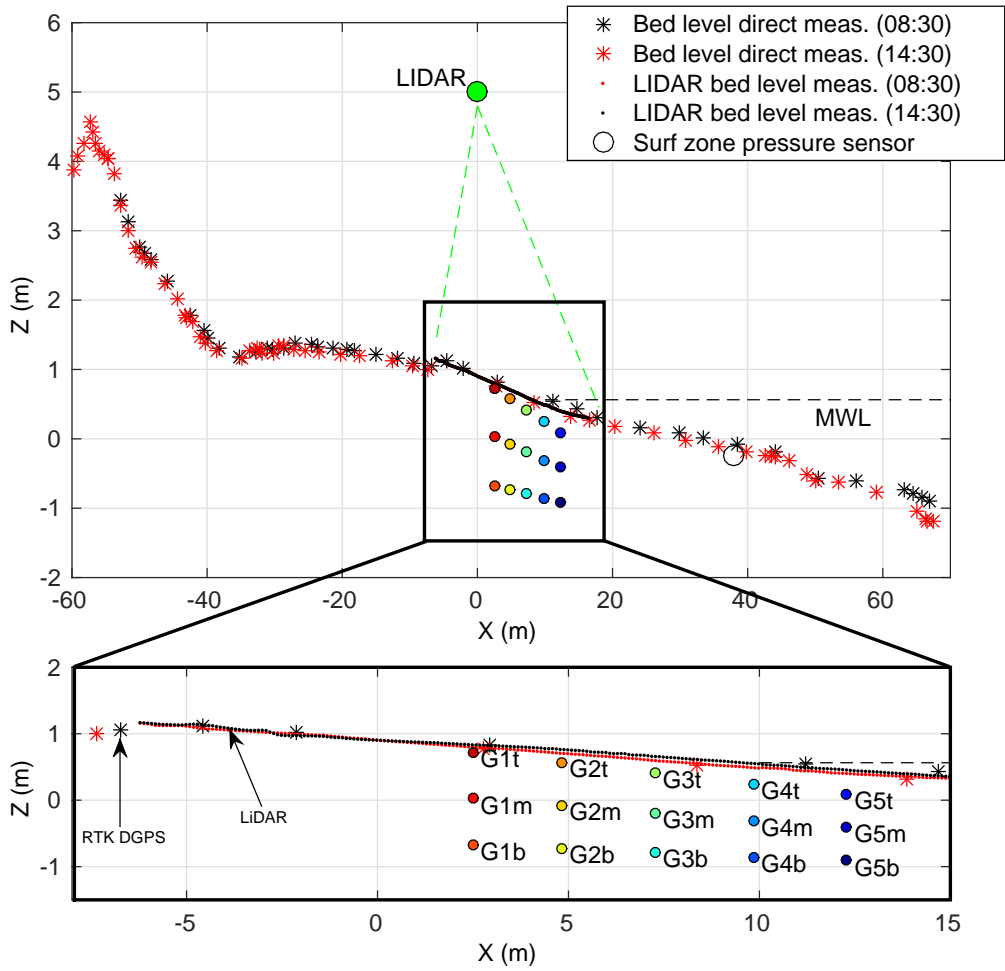 6
5
4
3
2
1
0
-1
-2
Z (m)
-60
-40
-20
0
20
40
60
X (m)
LIDAR
Bed level direct meas. (08:30)
Bed level direct meas. (14:30)
LIDAR bed level meas. (08:30)
LIDAR bed level meas. (14:30)
Surf zone pressure sensor
MWL
2
1
0
-1
Z (m)
RTK DGPS
LiDAR
G1t
G2t
G3t
G4t
G5t
G1m
G2m
G3m
G4m
G5m
G1b
G2b
G3b
G4b
G5b
-5
0
5
10
15
X (m)